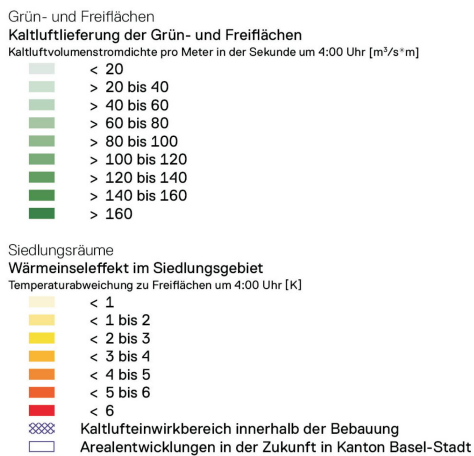 Grün- und Freiflächen
Kaltluftlieferung der Grün- und Freiflächen
Kaltluftvolumenstromdichte pro Meter in der Sekunde um 4:00 Uhr [m³/s*m]
< 20
> 20 bis 40
> 40 bis 60
> 60 bis 80
> 80 bis 100
> 100 bis 120
> 120 bis 140
> 140 bis 160
> 160
Siedlungsräume
Wärmeinseleffekt im Siedlungsgebiet
Temperaturabweichung zu Freiflächen um 4:00 Uhr [K]
< 1
< 1 bis 2
< 2 bis 3
< 3 bis 4
< 4 bis 5
< 5 bis 6
< 6
Kaltlufteinwirkbereich innerhalb der Bebauung
Arealentwicklungen in der Zukunft in Kanton Basel-Stadt